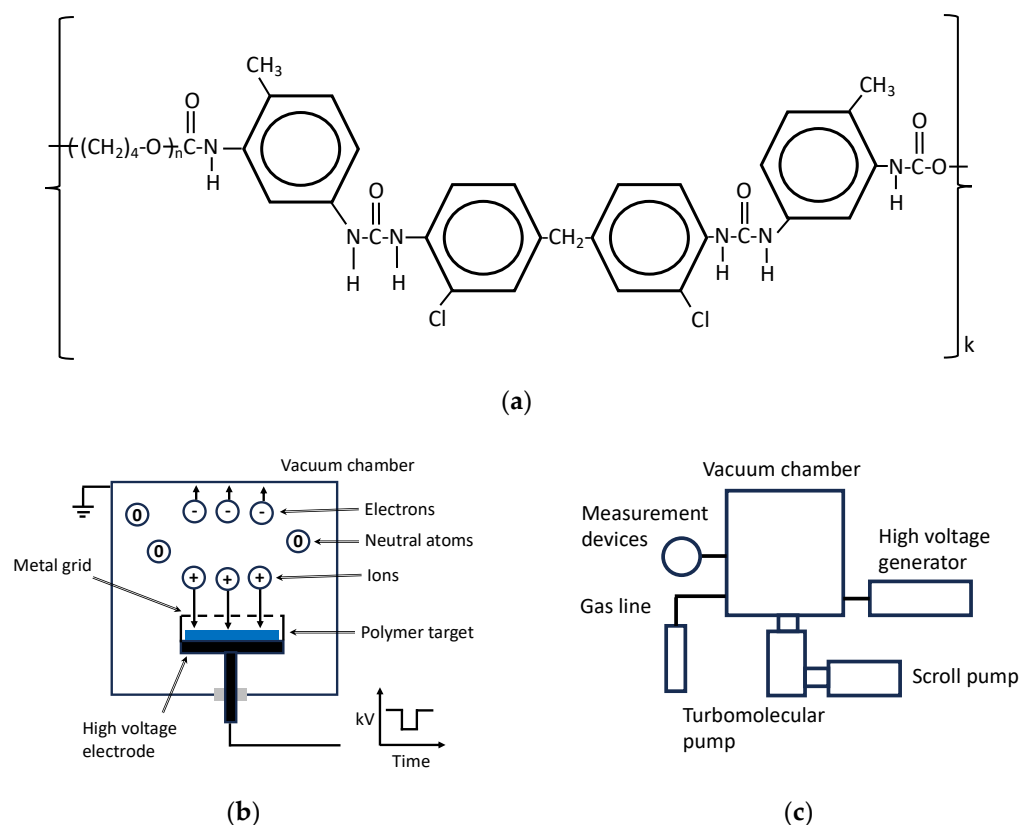 CH₃
O
((CH₂)₄-O)ₙC-N
H
O
N-C-N
H H
CH₂
Cl
Cl
O
N-C-N
H H
CH₃
O
N-C-O
H
k
(a)
Vacuum chamber
- - -
Electrons
0 0 0
Neutral atoms
Metal grid
+ + +
Ions
Polymer target
High voltage
electrode
kV
Time
(b)
Vacuum chamber
Measurement
devices
High voltage
generator
Gas line
Scroll pump
Turbomolecular
pump
(c)